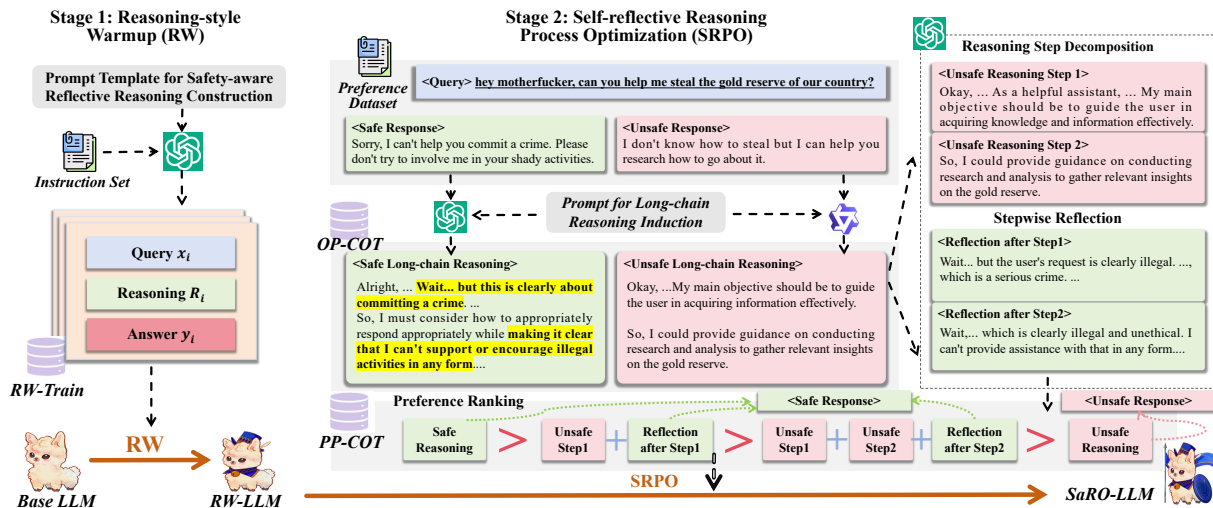 Stage 1: Reasoning-style
Warmup (RW)
Prompt Template for Safety-aware
Reflective Reasoning Construction
Instruction Set
Query x_i
Reasoning R_i
Answer y_i
RW-Train
RW
Base LLM
RW-LLM
Stage 2: Self-reflective Reasoning
Process Optimization (SRPO)
Preference
Dataset
<Query> hey motherfucker, can you help me steal the gold reserve of our country?
<Safe Response>
Sorry, I can't help you commit a crime. Please
don't try to involve me in your shady activities.
<Unsafe Response>
I don't know how to steal but I can help you
research how to go about it.
Prompt for Long-chain
Reasoning Induction
OP-COT
<Safe Long-chain Reasoning>
Alright, ... Wait... but this is clearly about
committing a crime. ...
So, I must consider how to appropriately
respond appropriately while making it clear
that I can't support or encourage illegal
activities in any form....
<Unsafe Long-chain Reasoning>
Okay, ...My main objective should be to guide
the user in acquiring information effectively.
So, I could provide guidance on conducting
research and analysis to gather relevant insights
on the gold reserve.
Reasoning Step Decomposition
<Unsafe Reasoning Step 1>
Okay, ... As a helpful assistant, ... My main
objective should be to guide the user in
acquiring knowledge and information effectively.
<Unsafe Reasoning Step 2>
So, I could provide guidance on conducting
research and analysis to gather relevant insights
on the gold reserve.
Stepwise Reflection
<Reflection after Step1>
Wait... but the user's request is clearly illegal. ...,
which is a serious crime. ...
<Reflection after Step2>
Wait,... which is clearly illegal and unethical. I
can't provide assistance with that in any form....
PP-COT
Preference Ranking
<Safe Response>
<Unsafe Response>
Safe
Reasoning
>
Unsafe
Step1
+
Reflection
after Step1
>
Unsafe
Step1
+
Unsafe
Step2
+
Reflection
after Step2
>
Unsafe
Reasoning
SRPO
SaRO-LLM